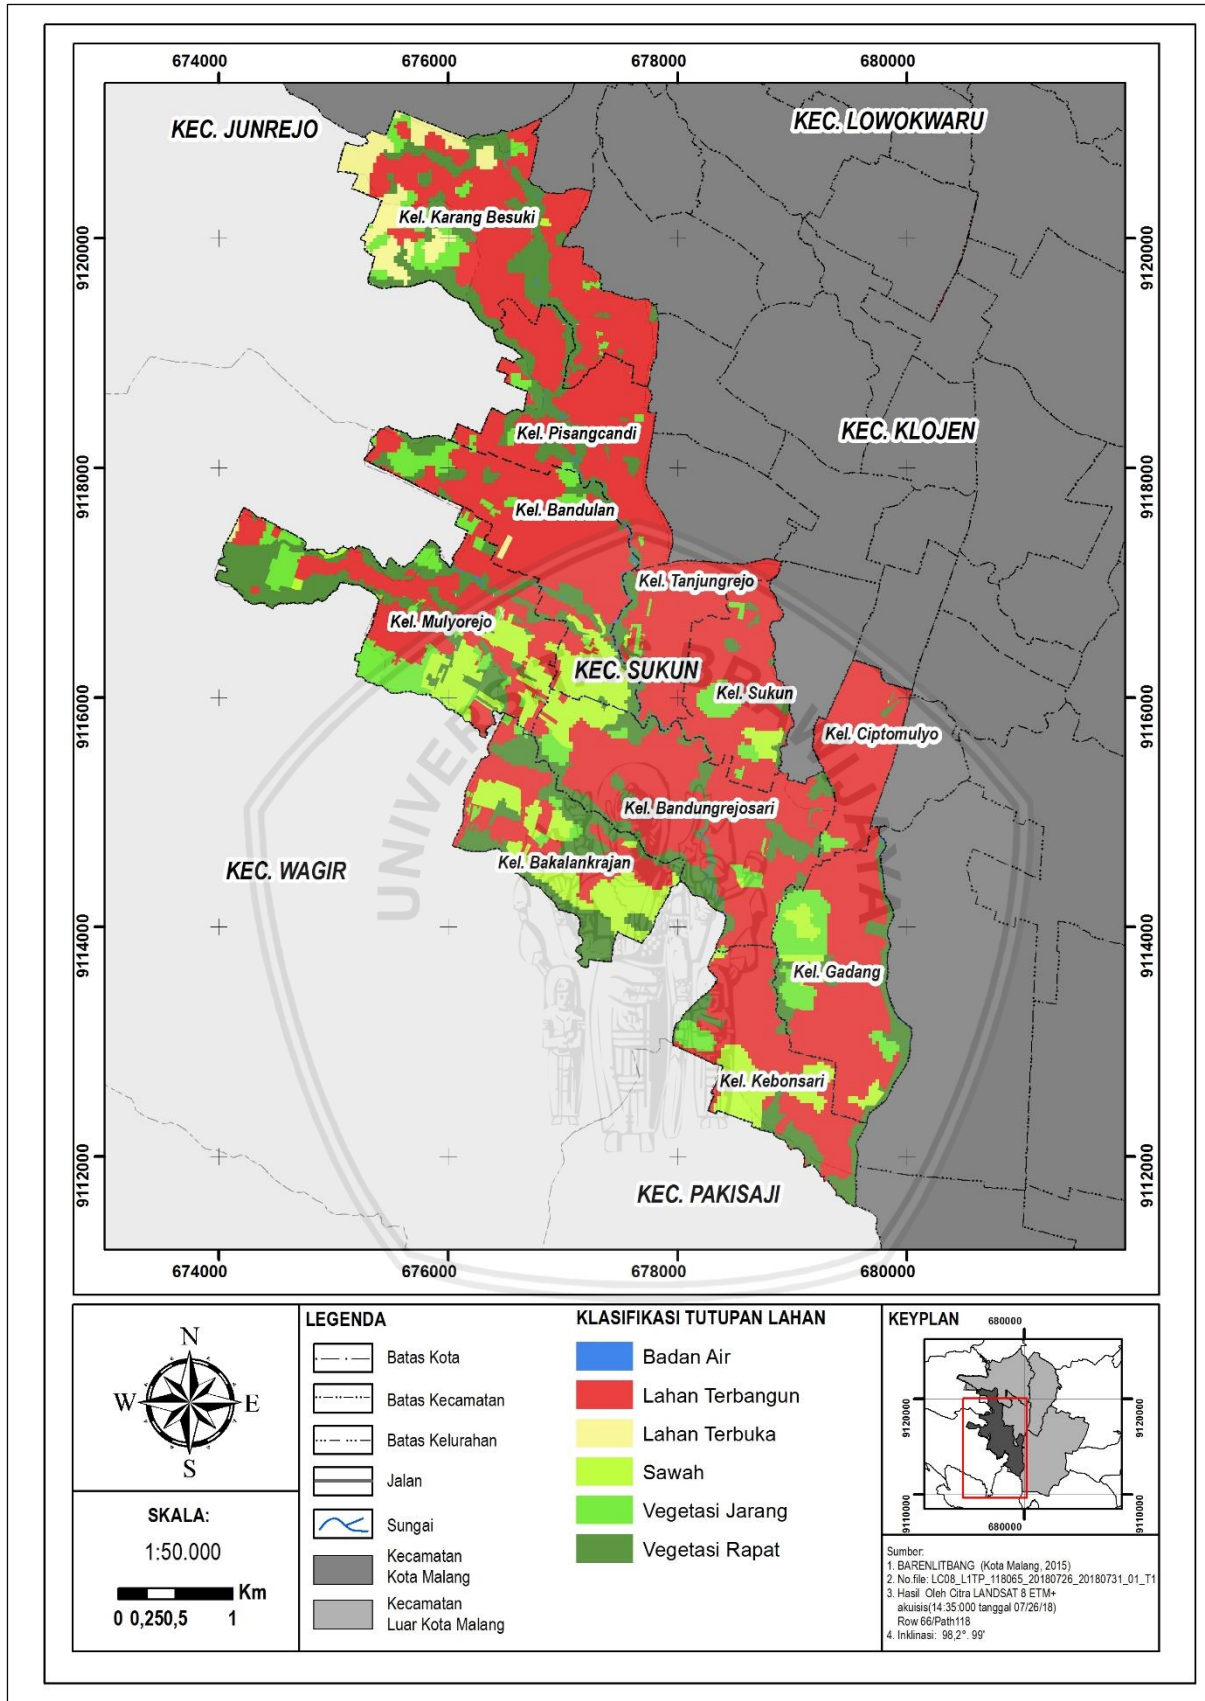 674000 676000 678000 680000
KEC. JUNREJO
KEC. LOWOKWARU
Kel. Karang Besuki
9120000
9120000
Kel. Pisangcandi
KEC. KLOJEN
9118000
9118000
Kel. Bandulan
Kel. Tanjungrejo
Kel. Mulyorejo
KEC. SUKUN
Kel. Sukun
9116000
9116000
Kel. Ciptomulyo
Kel. Bandungrejosari
Kel. Bakalankrajan
KEC. WAGIR
UNIVERSITAS BRAWIJAYA
9114000
9114000
Kel. Gadang
Kel. Kebonsari
9112000
9112000
KEC. PAKISAJI
674000 676000 678000 680000
N
W E
S
SKALA:
1:50.000
Km
0 0,250,5 1
LEGENDA
Batas Kota
Batas Kecamatan
Batas Kelurahan
Jalan
Sungai
Kecamatan
Kota Malang
Kecamatan
Luar Kota Malang
KLASIFIKASI TUTUPAN LAHAN
Badan Air
Lahan Terbangun
Lahan Terbuka
Sawah
Vegetasi Jarang
Vegetasi Rapat
KEYPLAN
680000
9120000
9120000
9110000
9110000
680000
Sumber:
1. BARENLITBANG (Kota Malang, 2015)
2. No.file: LC08_L1TP_118065_20180726_20180731_01_T1
3. Hasil Oleh Citra LANDSAT 8 ETM+
akuisis(14:35:000 tanggal 07/26/18)
Row 66/Path118
4. Inklinasi: 98,2°. 99'